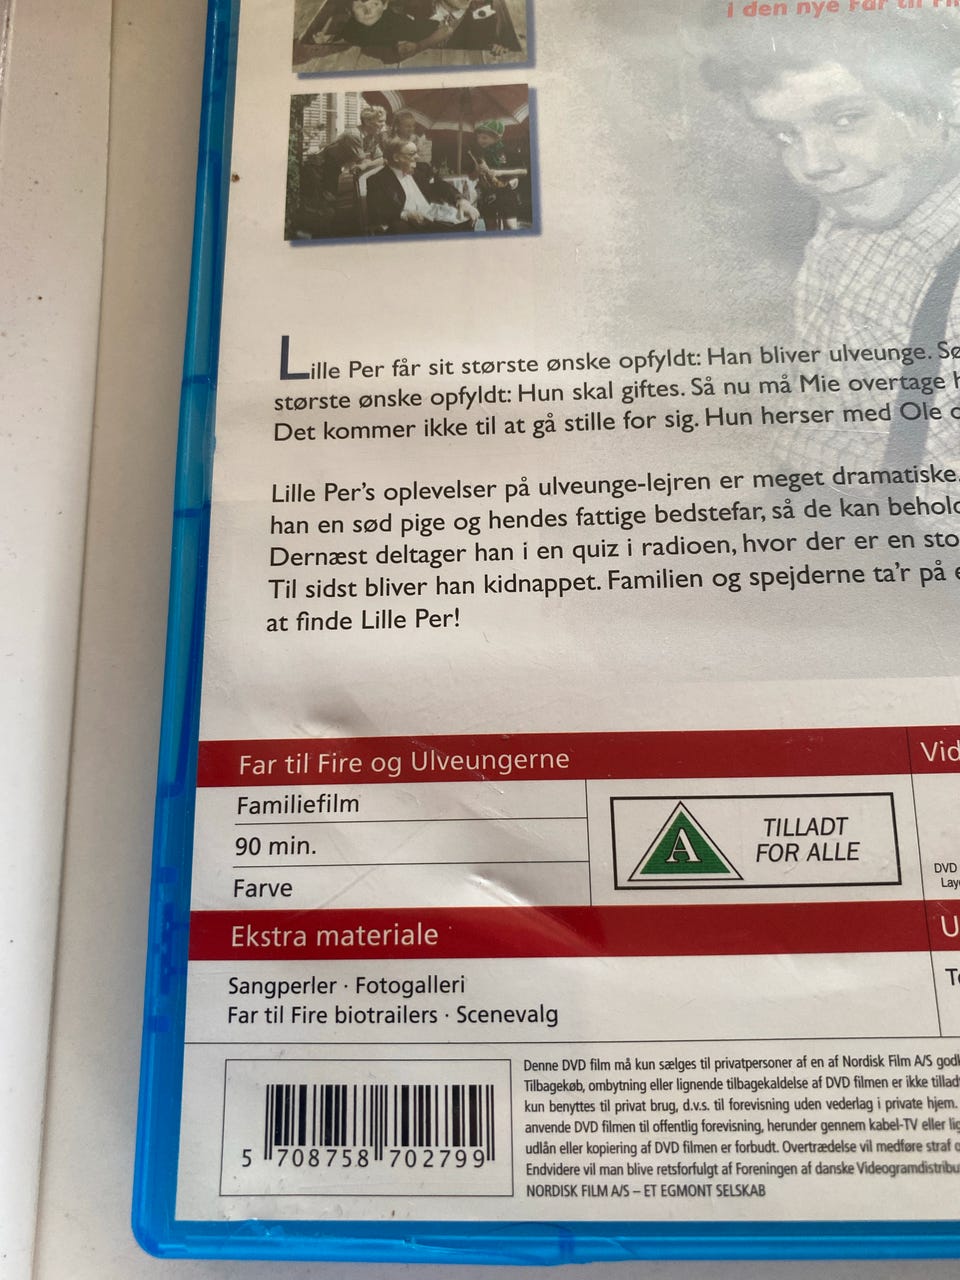 i den nye Far til
Lille Per får sit største ønske opfyldt: Han bliver ulveunge.
største ønske opfyldt: Hun skal giftes. Så nu må Mie overtage
Det kommer ikke til at gå stille for sig. Hun herser med Ole
Lille Per's oplevelser på ulveunge-lejren er meget dramatiske.
han en sød pige og hendes fattige bedstefar, så de kan
Dernæst deltager han i en quiz i radioen, hvor der er en
Til sidst bliver han kidnappet. Familien og spejderne ta'r på
at finde Lille Per!
Far til Fire og Ulveungerne
Familiefilm
90 min.
Farve
A
TILLADT
FOR ALLE
DVD
Ekstra materiale
Sangperler · Fotogalleri
Far til Fire biotrailers · Scenevalg
Denne DVD film må kun sælges til privatpersoner af en af Nordisk Film A/S
Tilbagekøb, ombytning eller lignende tilbagekaldelse af DVD filmen er ikke
kun benyttes til privat brug, d.v.s. til forevisning uden vederlag i private hjem.
anvende DVD filmen til offentlig forevisning, herunder gennem kabel-TV eller
udlån eller kopiering af DVD filmen er forbudt. Overtrædelse vil medføre straf
Endvidere vil man blive retsforfulgt af Foreningen af danske
NORDISK FILM A/S – ET EGMONT SELSKAB
5 708758 702799